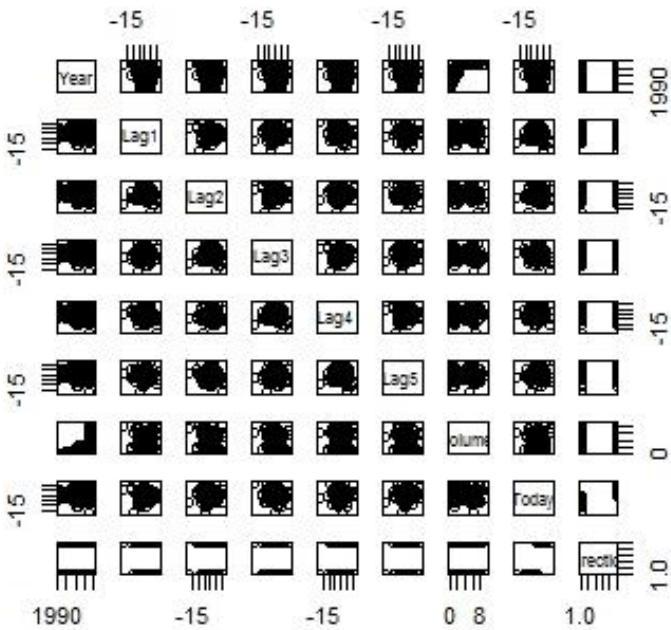 -15 -15 -15 -15
Year 1990
-15 Lag1
Lag2 -15
-15 Lag3
Lag4 -15
-15 Lag5
olume 0
-15 Today
rectic 1.0
1990 -15 -15 0 8 1.0